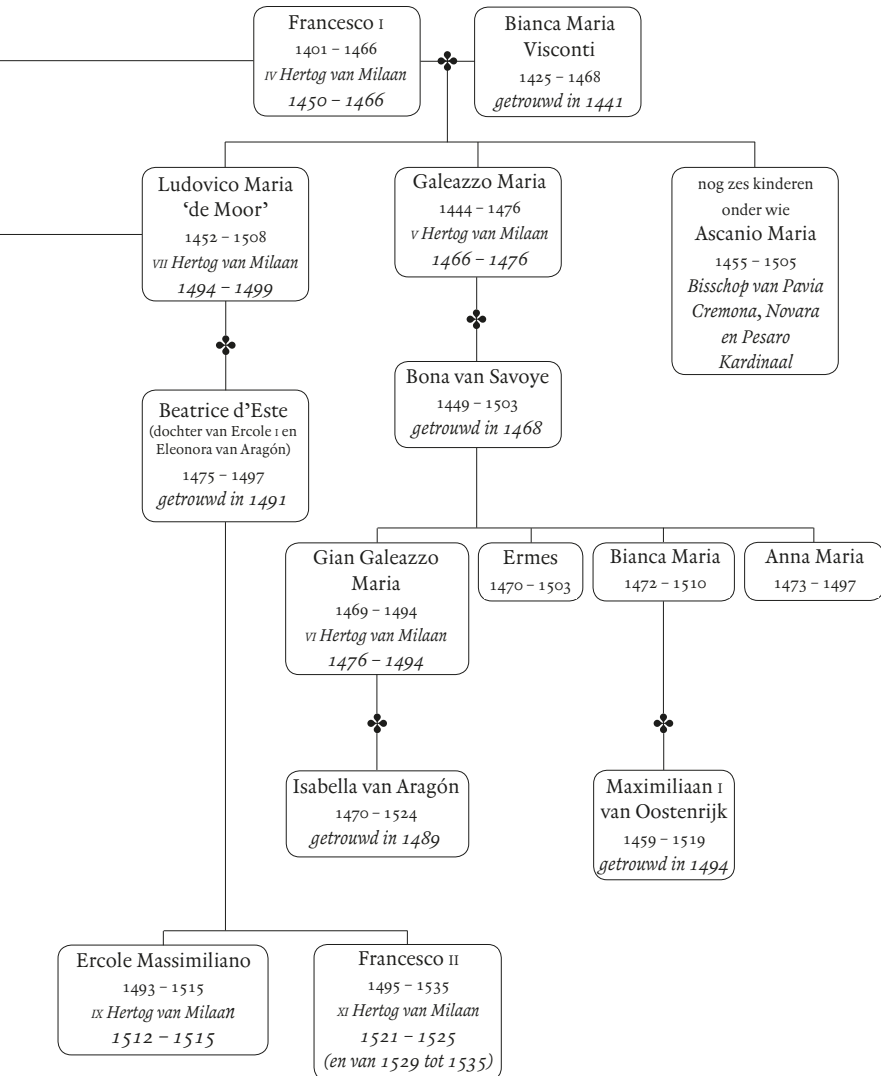 Francesco I
1401 – 1466
IV Hertog van Milaan
1450 – 1466
Bianca Maria
Visconti
1425 – 1468
getrouwd in 1441
Ludovico Maria
‘de Moor’
1452 – 1508
VII Hertog van Milaan
1494 – 1499
Galeazzo Maria
1444 – 1476
V Hertog van Milaan
1466 – 1476
nog zes kinderen
onder wie
Ascanio Maria
1455 – 1505
Bisschop van Pavia
Cremona, Novara
en Pesaro
Kardinaal
Beatrice d’Este
(dochter van Ercole I en
Eleonora van Aragón)
1475 – 1497
getrouwd in 1491
Bona van Savoye
1449 – 1503
getrouwd in 1468
Gian Galeazzo
Maria
1469 – 1494
VI Hertog van Milaan
1476 – 1494
Ermes
1470 – 1503
Bianca Maria
1472 – 1510
Anna Maria
1473 – 1497
Isabella van Aragón
1470 – 1524
getrouwd in 1489
Maximiliaan I
van Oostenrijk
1459 – 1519
getrouwd in 1494
Ercole Massimiliano
1493 – 1515
IX Hertog van Milaan
1512 – 1515
Francesco II
1495 – 1535
XI Hertog van Milaan
1521 – 1525
(en van 1529 tot 1535)